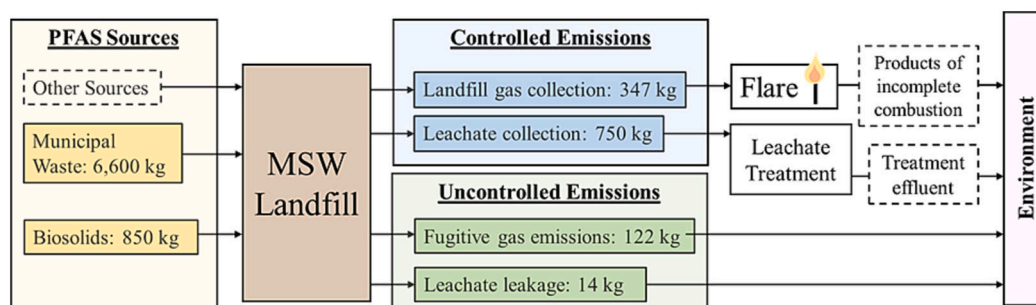 PFAS Sources
Other Sources
Municipal
Waste: 6,600 kg
Biosolids: 850 kg
MSW
Landfill
Controlled Emissions
Landfill gas collection: 347 kg
Leachate collection: 750 kg
Uncontrolled Emissions
Fugitive gas emissions: 122 kg
Leachate leakage: 14 kg
Flare
Products of
incomplete
combustion
Leachate
Treatment
Treatment
effluent
Environment